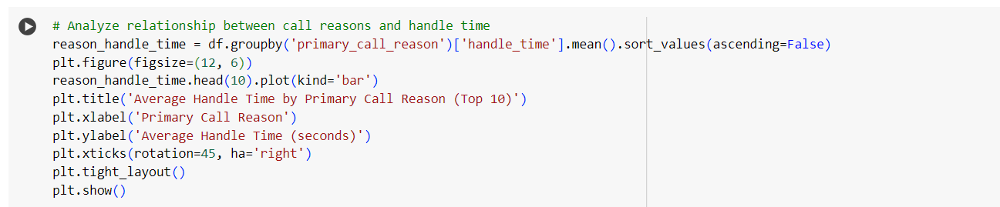 # Analyze relationship between call reasons and handle time
reason_handle_time = df.groupby('primary_call_reason')['handle_time'].mean().sort_values(ascending=False)
plt.figure(figsize=(12, 6))
reason_handle_time.head(10).plot(kind='bar')
plt.title('Average Handle Time by Primary Call Reason (Top 10)')
plt.xlabel('Primary Call Reason')
plt.ylabel('Average Handle Time (seconds)')
plt.xticks(rotation=45, ha='right')
plt.tight_layout()
plt.show()